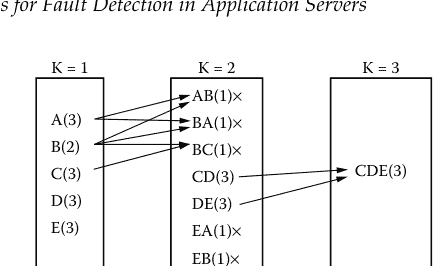 s for Fault Detection in Application Servers
K = 1
K = 2
K = 3
A(3)
B(2)
C(3)
D(3)
E(3)
AB(1)×
BA(1)×
BC(1)×
CD(3)
DE(3)
EA(1)×
EB(1)×
CDE(3)